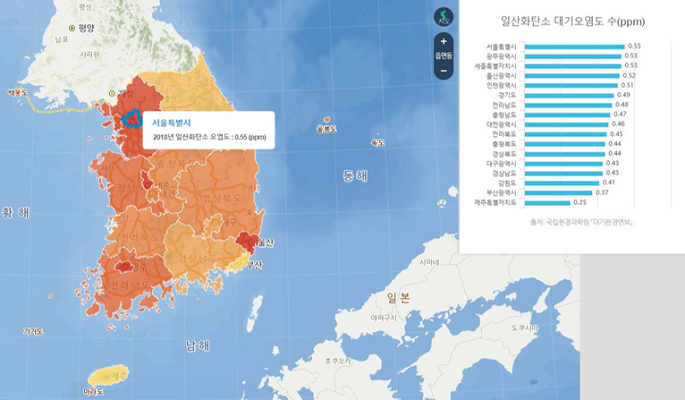 평성
평양
남포
사리원
백령도
서울특별시
2018년 일산화탄소 오염도 : 0.55 (ppm)
울릉도
독도
동 해
황 해
울산
부산
광주
가거도
남 해
제주
마라도
일본
시마네
야마구치
후쿠오카
도쿠시마
읍면동
일산화탄소 대기오염도 수(ppm)
서울특별시 0.55
광주광역시 0.53
세종특별자치시 0.53
울산광역시 0.52
인천광역시 0.51
경기도 0.49
전라남도 0.48
충청남도 0.47
대전광역시 0.46
전라북도 0.45
충청북도 0.44
경상북도 0.44
대구광역시 0.43
경상남도 0.43
강원도 0.41
부산광역시 0.37
제주특별자치도 0.25
출처: 국립환경과학원 「대기환경연보」